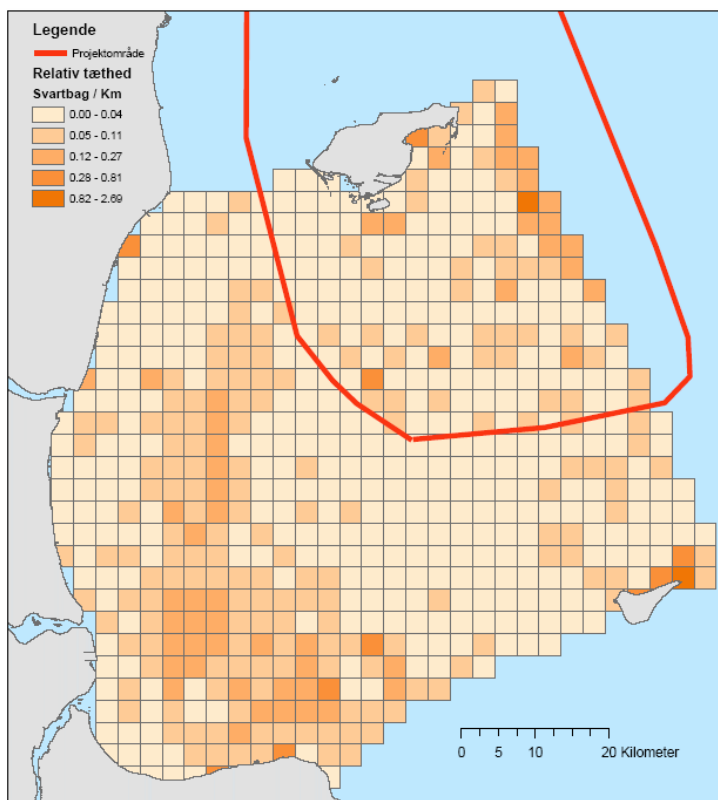 Legende
Projektområde
Relativ tæthed
Svartbag / Km
0.00 - 0.04
0.05 - 0.11
0.12 - 0.27
0.28 - 0.81
0.82 - 2.69
0 5 10 20 Kilometer